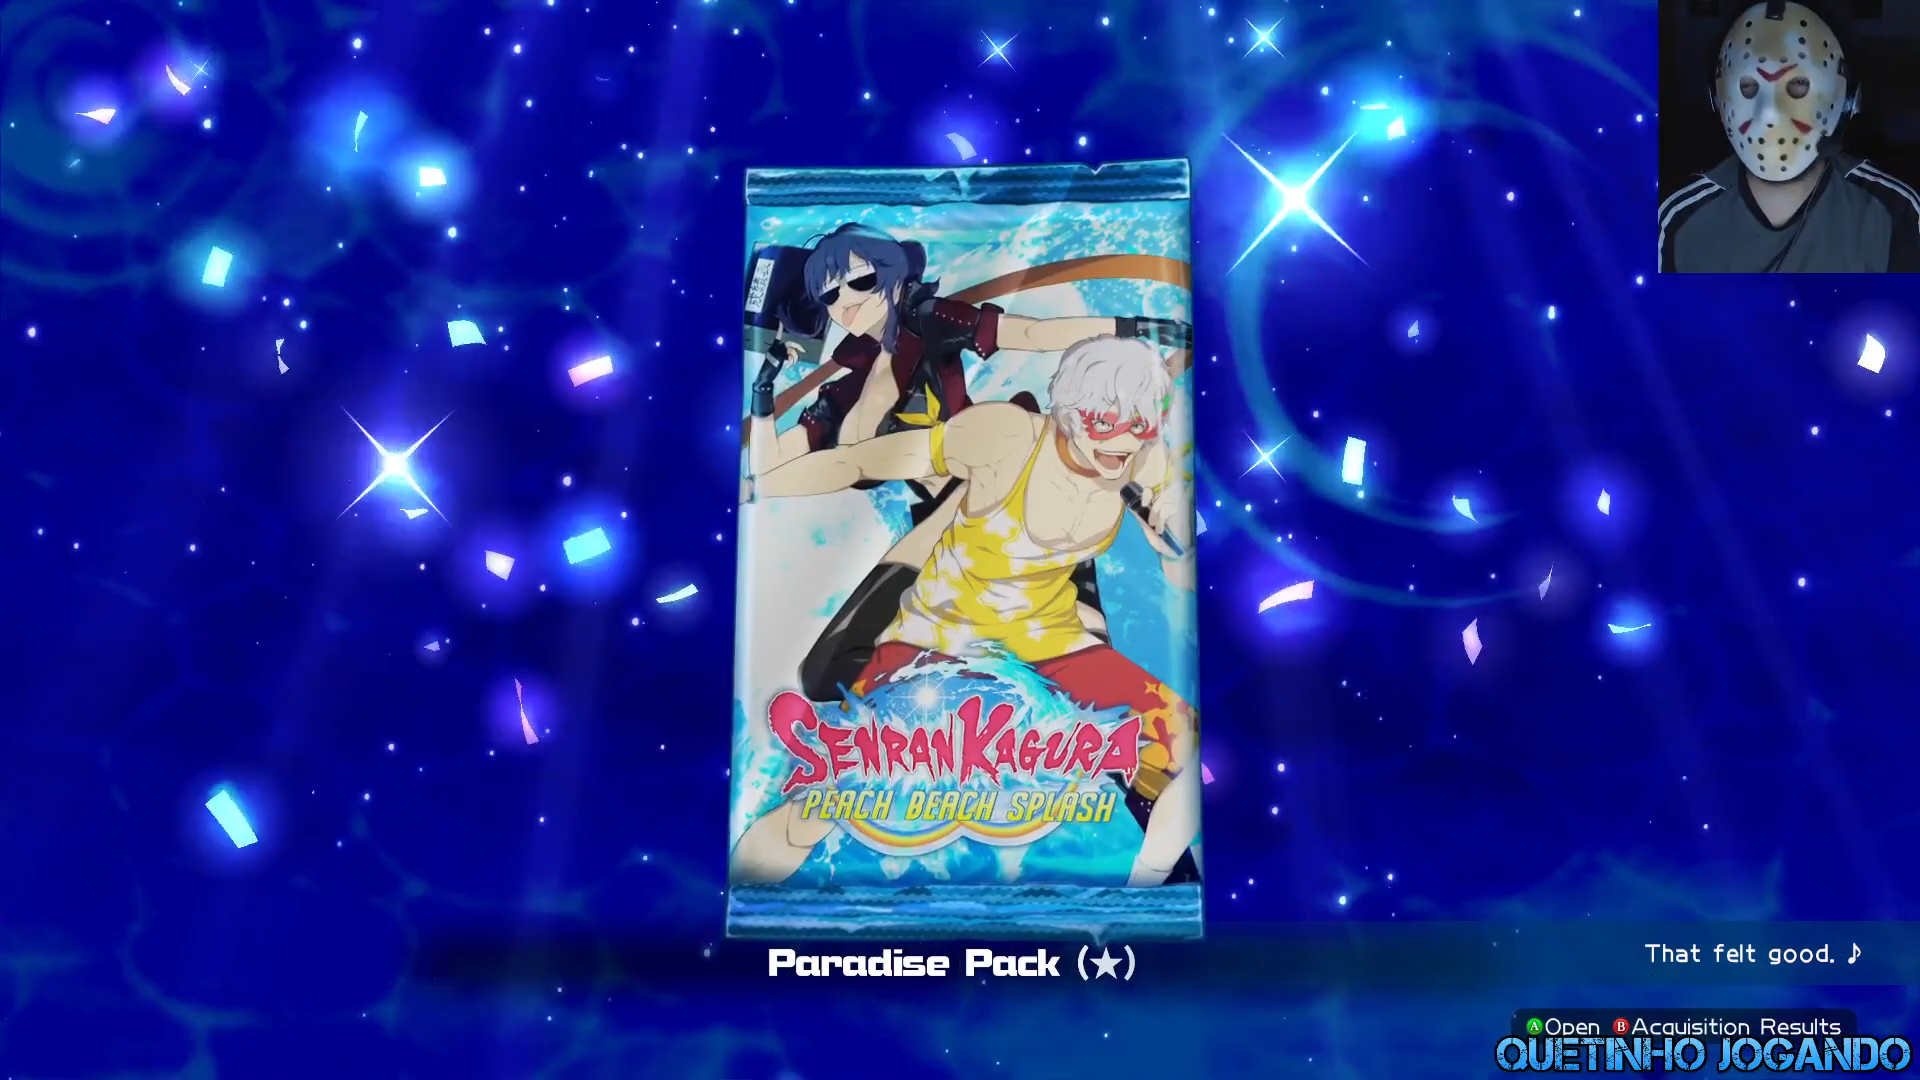 SENRAN KAGURA
PEACH BEACH SPLASH
Paradise Pack (★)
That felt good. ♪
A Open B Acquisition Results
QUETINHO JOGANDO